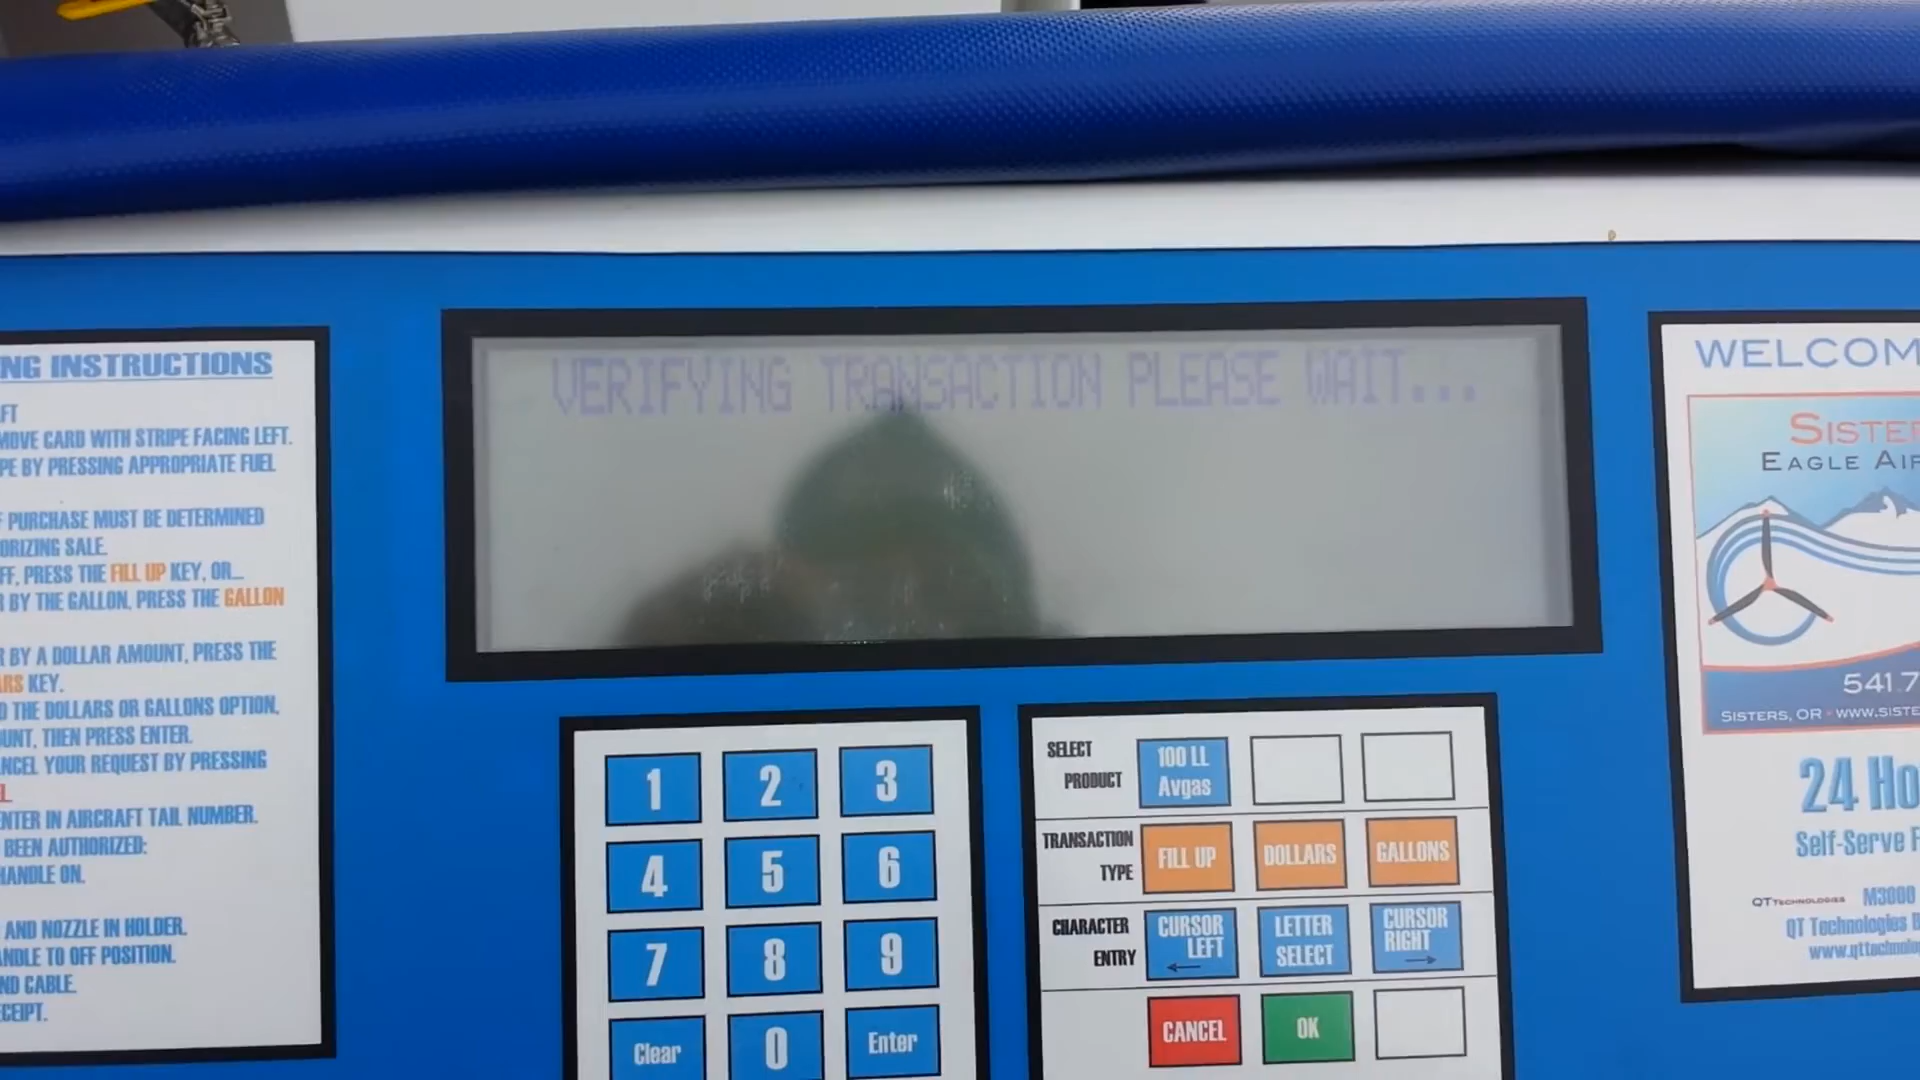 NG INSTRUCTIONS
AFT
MOVE CARD WITH STRIPE FACING LEFT.
PE BY PRESSING APPROPRIATE FUEL
F PURCHASE MUST BE DETERMINED
ORIZING SALE.
FF, PRESS THE FILL UP KEY, OR...
R BY THE GALLON, PRESS THE GALLON
R BY A DOLLAR AMOUNT, PRESS THE
ARS KEY.
D THE DOLLARS OR GALLONS OPTION,
OUNT, THEN PRESS ENTER.
ANCEL YOUR REQUEST BY PRESSING
L
ENTER IN AIRCRAFT TAIL NUMBER.
BEEN AUTHORIZED:
HANDLE ON.
AND NOZZLE IN HOLDER.
ANDLE TO OFF POSITION.
ND CABLE.
CEIPT.
VERIFYING TRANSACTION PLEASE WAIT...
1 2 3
4 5 6
7 8 9
Clear 0 Enter
SELECT
PRODUCT
100 LL
Avgas
TRANSACTION
TYPE
FILL UP
DOLLARS
GALLONS
CHARACTER
ENTRY
CURSOR
LEFT
LETTER
SELECT
CURSOR
RIGHT
CANCEL
OK
WELCOM
SISTER
EAGLE AIR
541.7
SISTERS, OR • WWW.SISTE
24 Ho
Self-Serve F
QT TECHNOLOGIES M3000
QT Technologies
www.qttechnolo